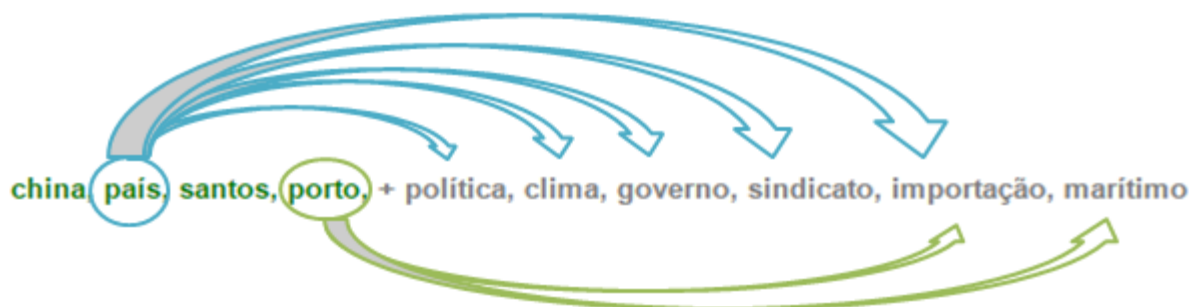 china, país, santos, porto, + política, clima, governo, sindicato, importação, marítimo